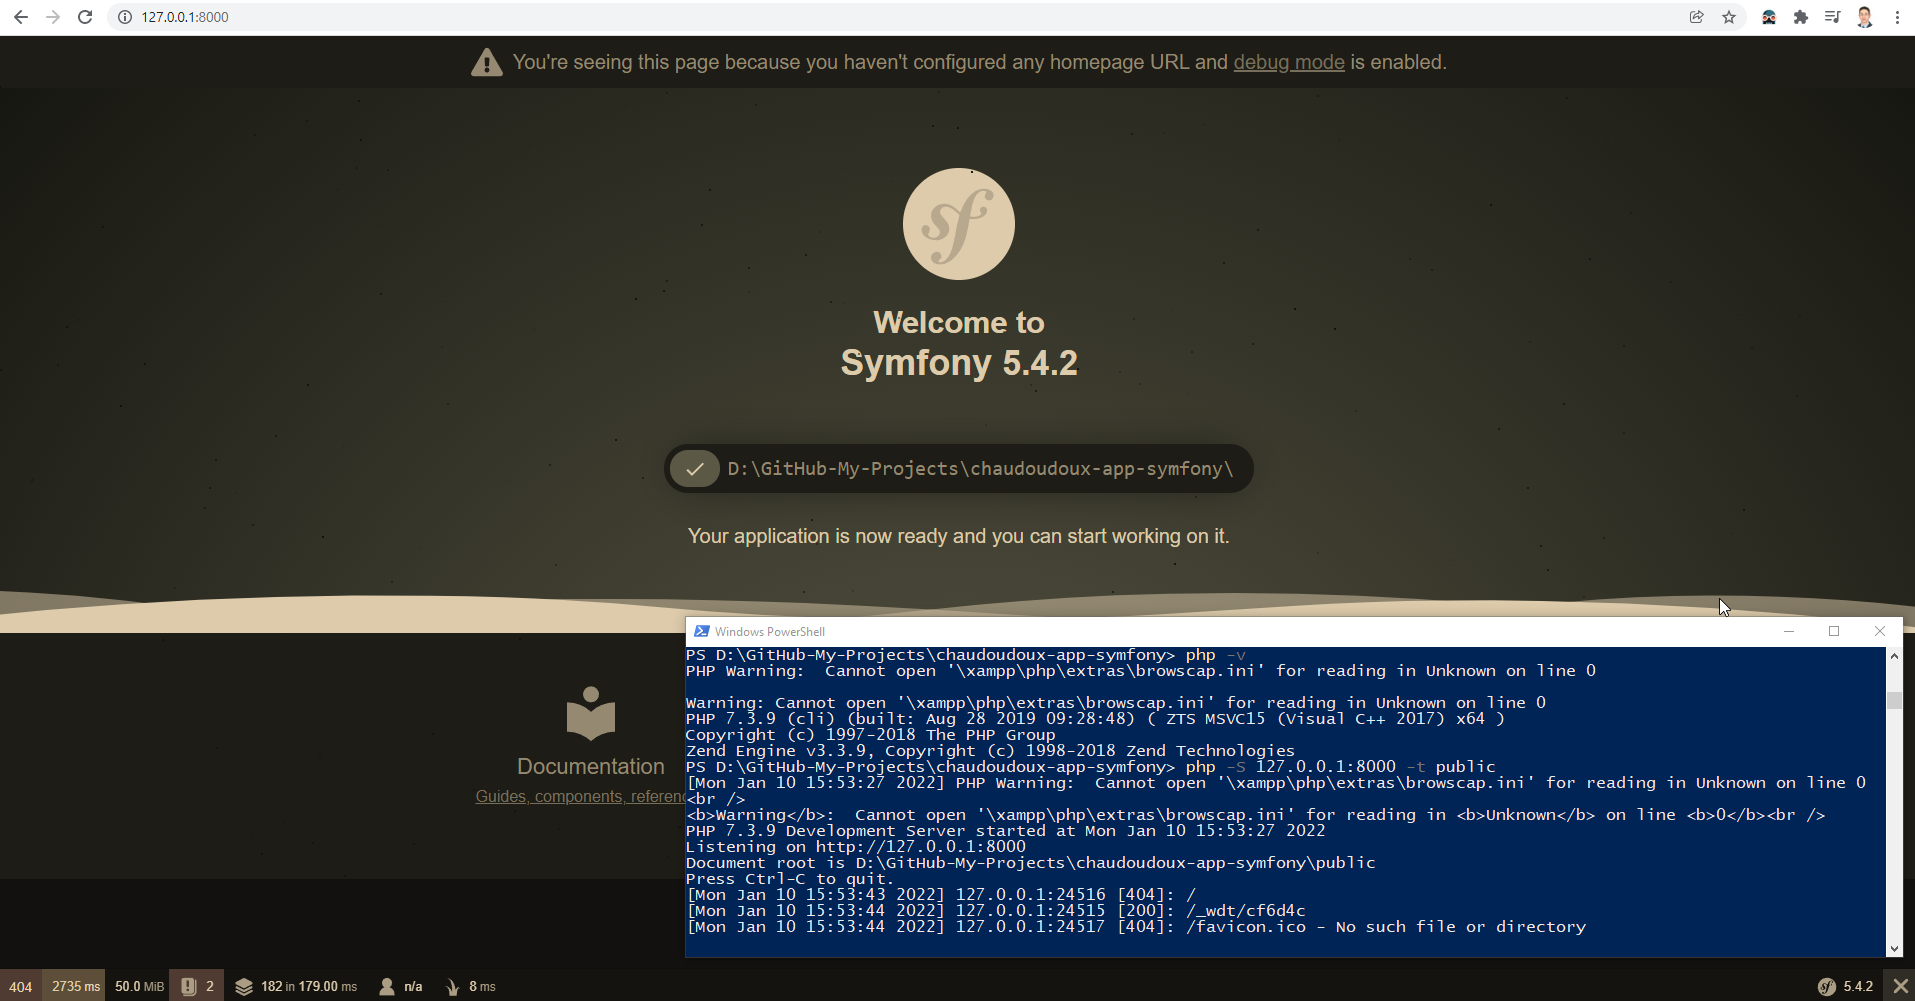 127.0.0.1:8000
You're seeing this page because you haven't configured any homepage URL and debug mode is enabled.
sf
Welcome to
Symfony 5.4.2
D:\GitHub-My-Projects\chaudoudoux-app-symfony\
Your application is now ready and you can start working on it.
Documentation
Guides, components, referenc
Windows PowerShell
PS D:\GitHub-My-Projects\chaudoudoux-app-symfony> php -v
PHP Warning:  Cannot open '\xampp\php\extras\browscap.ini' for reading in Unknown on line 0
Warning: Cannot open '\xampp\php\extras\browscap.ini' for reading in Unknown on line 0
PHP 7.3.9 (cli) (built: Aug 28 2019 09:28:48) ( ZTS MSVC15 (Visual C++ 2017) x64 )
Copyright (c) 1997-2018 The PHP Group
Zend Engine v3.3.9, Copyright (c) 1998-2018 Zend Technologies
PS D:\GitHub-My-Projects\chaudoudoux-app-symfony> php -S 127.0.0.1:8000 -t public
[Mon Jan 10 15:53:27 2022] PHP Warning:  Cannot open '\xampp\php\extras\browscap.ini' for reading in Unknown on line 0
<br />
<b>Warning</b>:  Cannot open '\xampp\php\extras\browscap.ini' for reading in <b>Unknown</b> on line <b>0</b><br />
PHP 7.3.9 Development Server started at Mon Jan 10 15:53:27 2022
Listening on http://127.0.0.1:8000
Document root is D:\GitHub-My-Projects\chaudoudoux-app-symfony\public
Press Ctrl-C to quit.
[Mon Jan 10 15:53:43 2022] 127.0.0.1:24516 [404]: /
[Mon Jan 10 15:53:44 2022] 127.0.0.1:24515 [200]: /_wdt/cf6d4c
[Mon Jan 10 15:53:44 2022] 127.0.0.1:24517 [404]: /favicon.ico - No such file or directory
404 2735 ms 50.0 MiB 2 182 in 179.00 ms n/a 8 ms sf 5.4.2